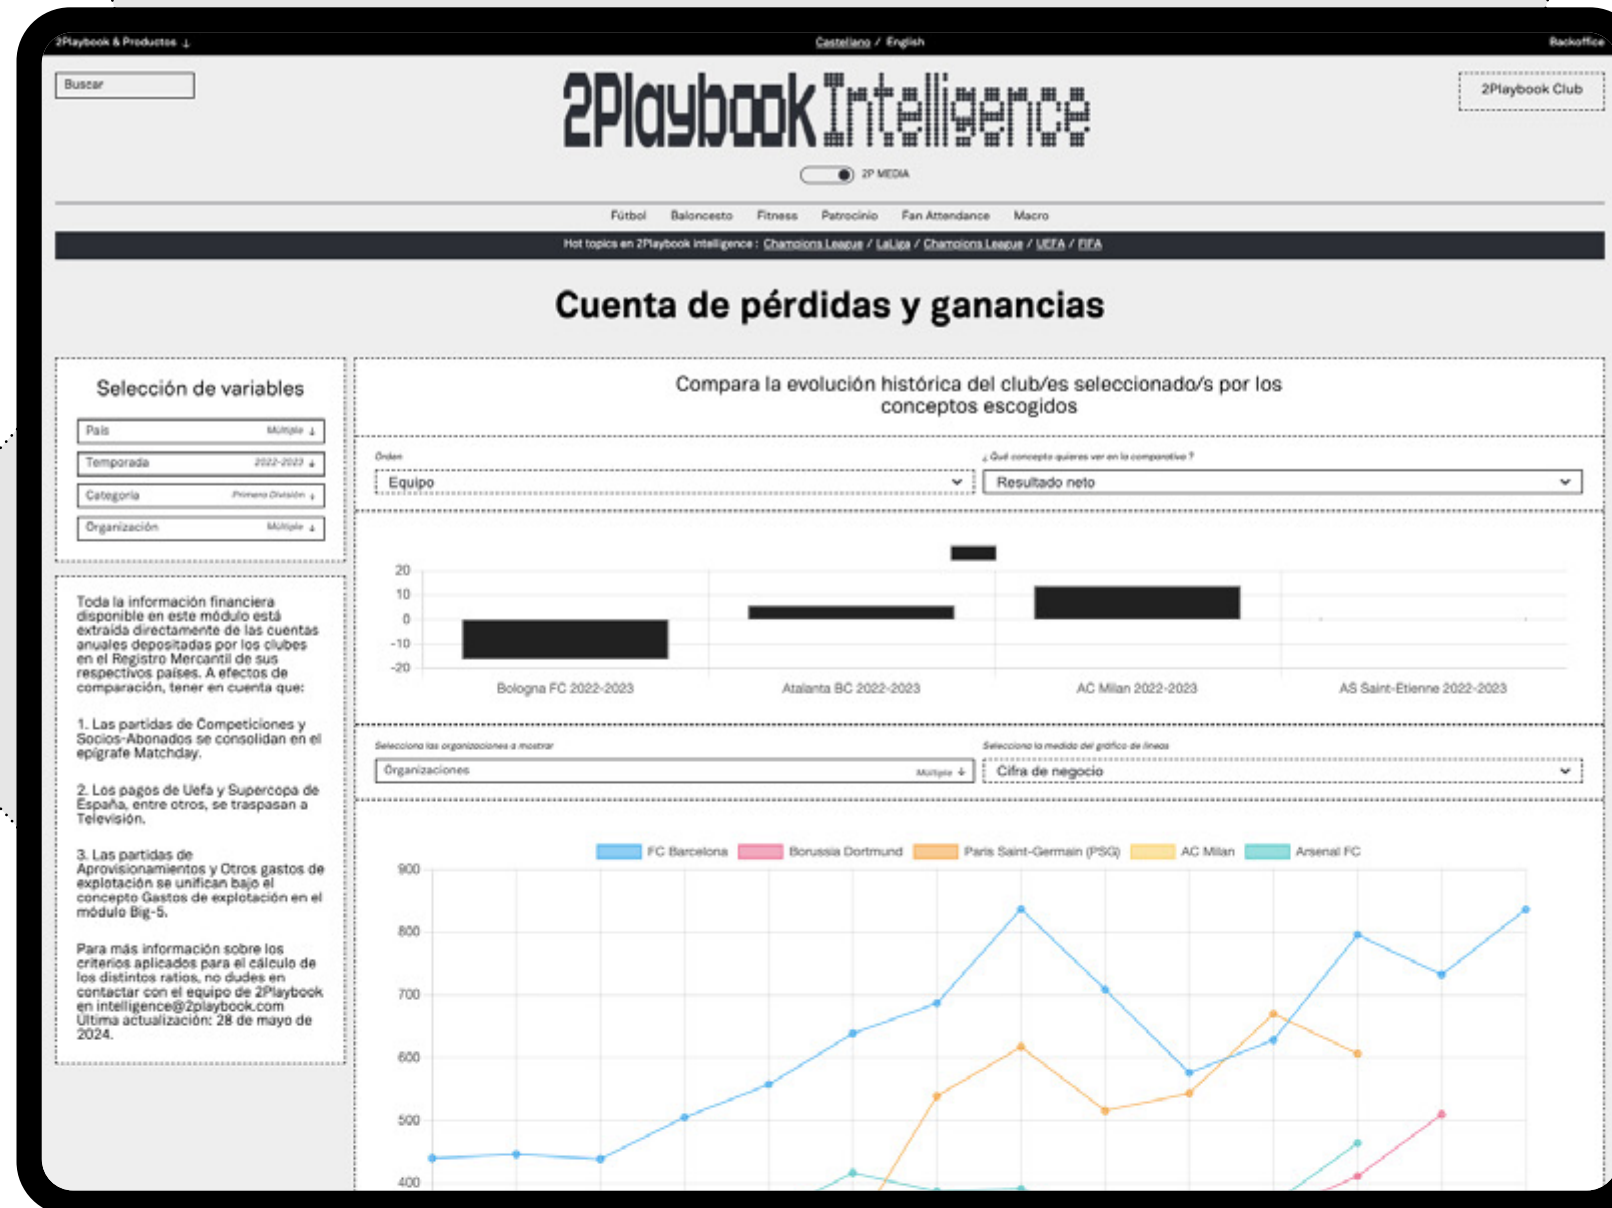 2Playbook & Productos ↓
Castellano / English
Backoffice
Buscar
2Playbook Intelligence
2Playbook Club
2P MEDIA
Fútbol Baloncesto Fitness Patrocinio Fan Attendance Macro
Hot topics en 2Playbook intelligence : Champions League / LaLiga / Champions League / UEFA / FIFA
Cuenta de pérdidas y ganancias
Selección de variables
País Múltiple ↓
Temporada 2022-2023 ↓
Categoría Primera División ↓
Organización Múltiple ↓
Toda la información financiera
disponible en este módulo está
extraída directamente de las cuentas
anuales depositadas por los clubes
en el Registro Mercantil de sus
respectivos países. A efectos de
comparación, tener en cuenta que:
1. Las partidas de Competiciones y
Socios-Abonados se consolidan en el
epígrafe Matchday.
2. Los pagos de Uefa y Supercopa de
España, entre otros, se traspasan a
Televisión.
3. Las partidas de
Aprovisionamientos y Otros gastos de
explotación se unifican bajo el
concepto Gastos de explotación en el
módulo Big-5.
Para más información sobre los
criterios aplicados para el cálculo de
los distintos ratios, no dudes en
contactar con el equipo de 2Playbook
en intelligence@2playbook.com
Última actualización: 28 de mayo de
2024.
Compara la evolución histórica del club/es seleccionado/s por los
conceptos escogidos
Orden
Equipo
¿ Qué concepto quieres ver en la comparativa ?
Resultado neto
20
10
0
-10
-20
Bologna FC 2022-2023
Atalanta BC 2022-2023
AC Milan 2022-2023
AS Saint-Etienne 2022-2023
Selecciona las organizaciones a mostrar
Organizaciones Múltiple ↓
Selecciona la medida del gráfico de líneas
Cifra de negocio
FC Barcelona
Borussia Dortmund
Paris Saint-Germain (PSG)
AC Milan
Arsenal FC
900
800
700
600
500
400